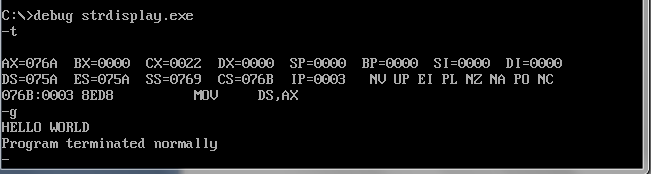 C:\>debug strdisplay.exe
-t
AX=076A BX=0000 CX=0022 DX=0000 SP=0000 BP=0000 SI=0000 DI=0000
DS=075A ES=075A SS=0769 CS=076B IP=0003 NV UP EI PL NZ NA PO NC
076B:0003 8ED8 MOV DS,AX
-g
HELLO WORLD
Program terminated normally
-